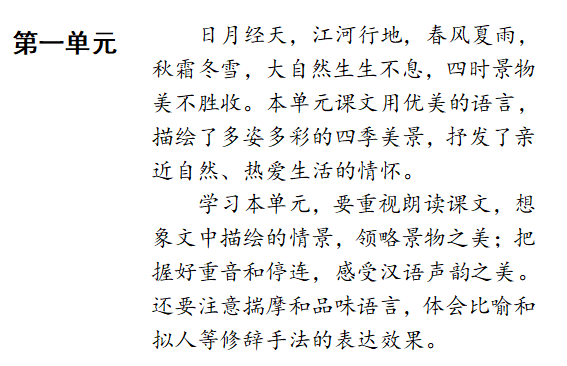 第一单元
日月经天，江河行地，春风夏雨，
秋霜冬雪，大自然生生不息，四时景物
美不胜收。本单元课文用优美的语言，
描绘了多姿多彩的四季美景，抒发了亲
近自然、热爱生活的情怀。
学习本单元，要重视朗读课文，想
象文中描绘的情景，领略景物之美；把
握好重音和停连，感受汉语声韵之美。
还要注意揣摩和品味语言，体会比喻和
拟人等修辞手法的表达效果。